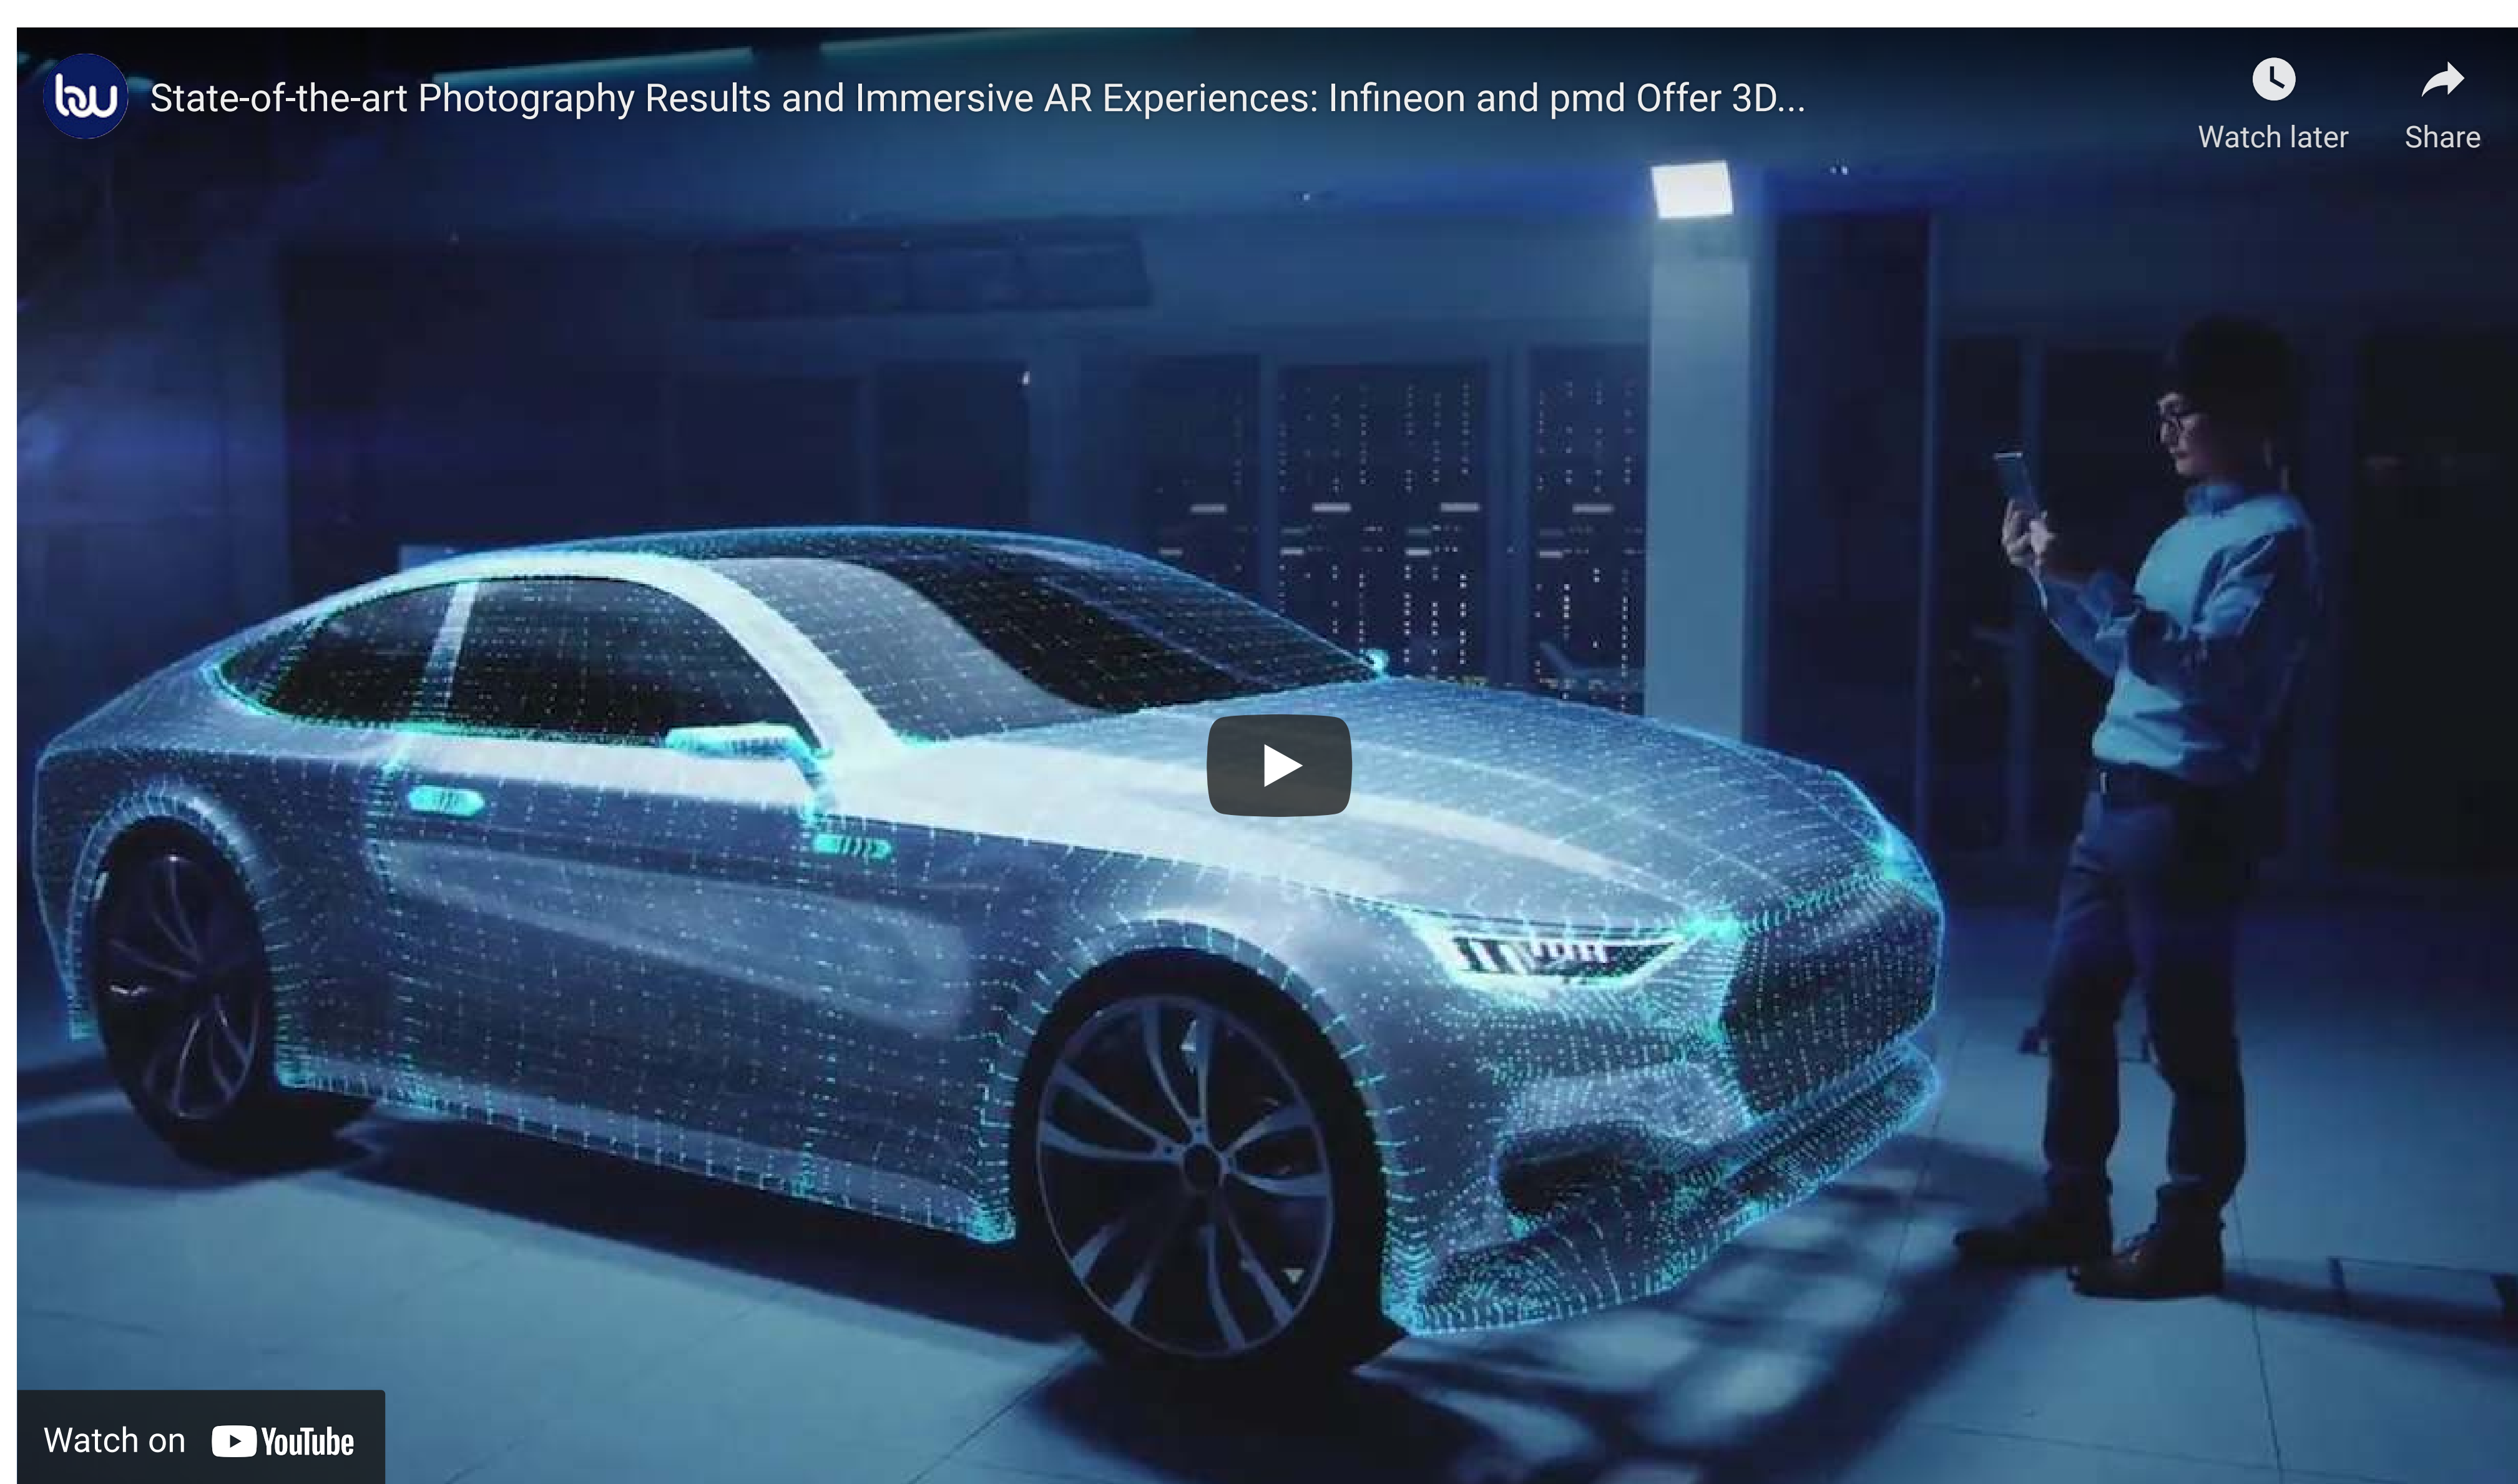 bw
State-of-the-art Photography Results and Immersive AR Experiences: Infineon and pmd Offer 3D...
Watch later
Share
Watch on YouTube